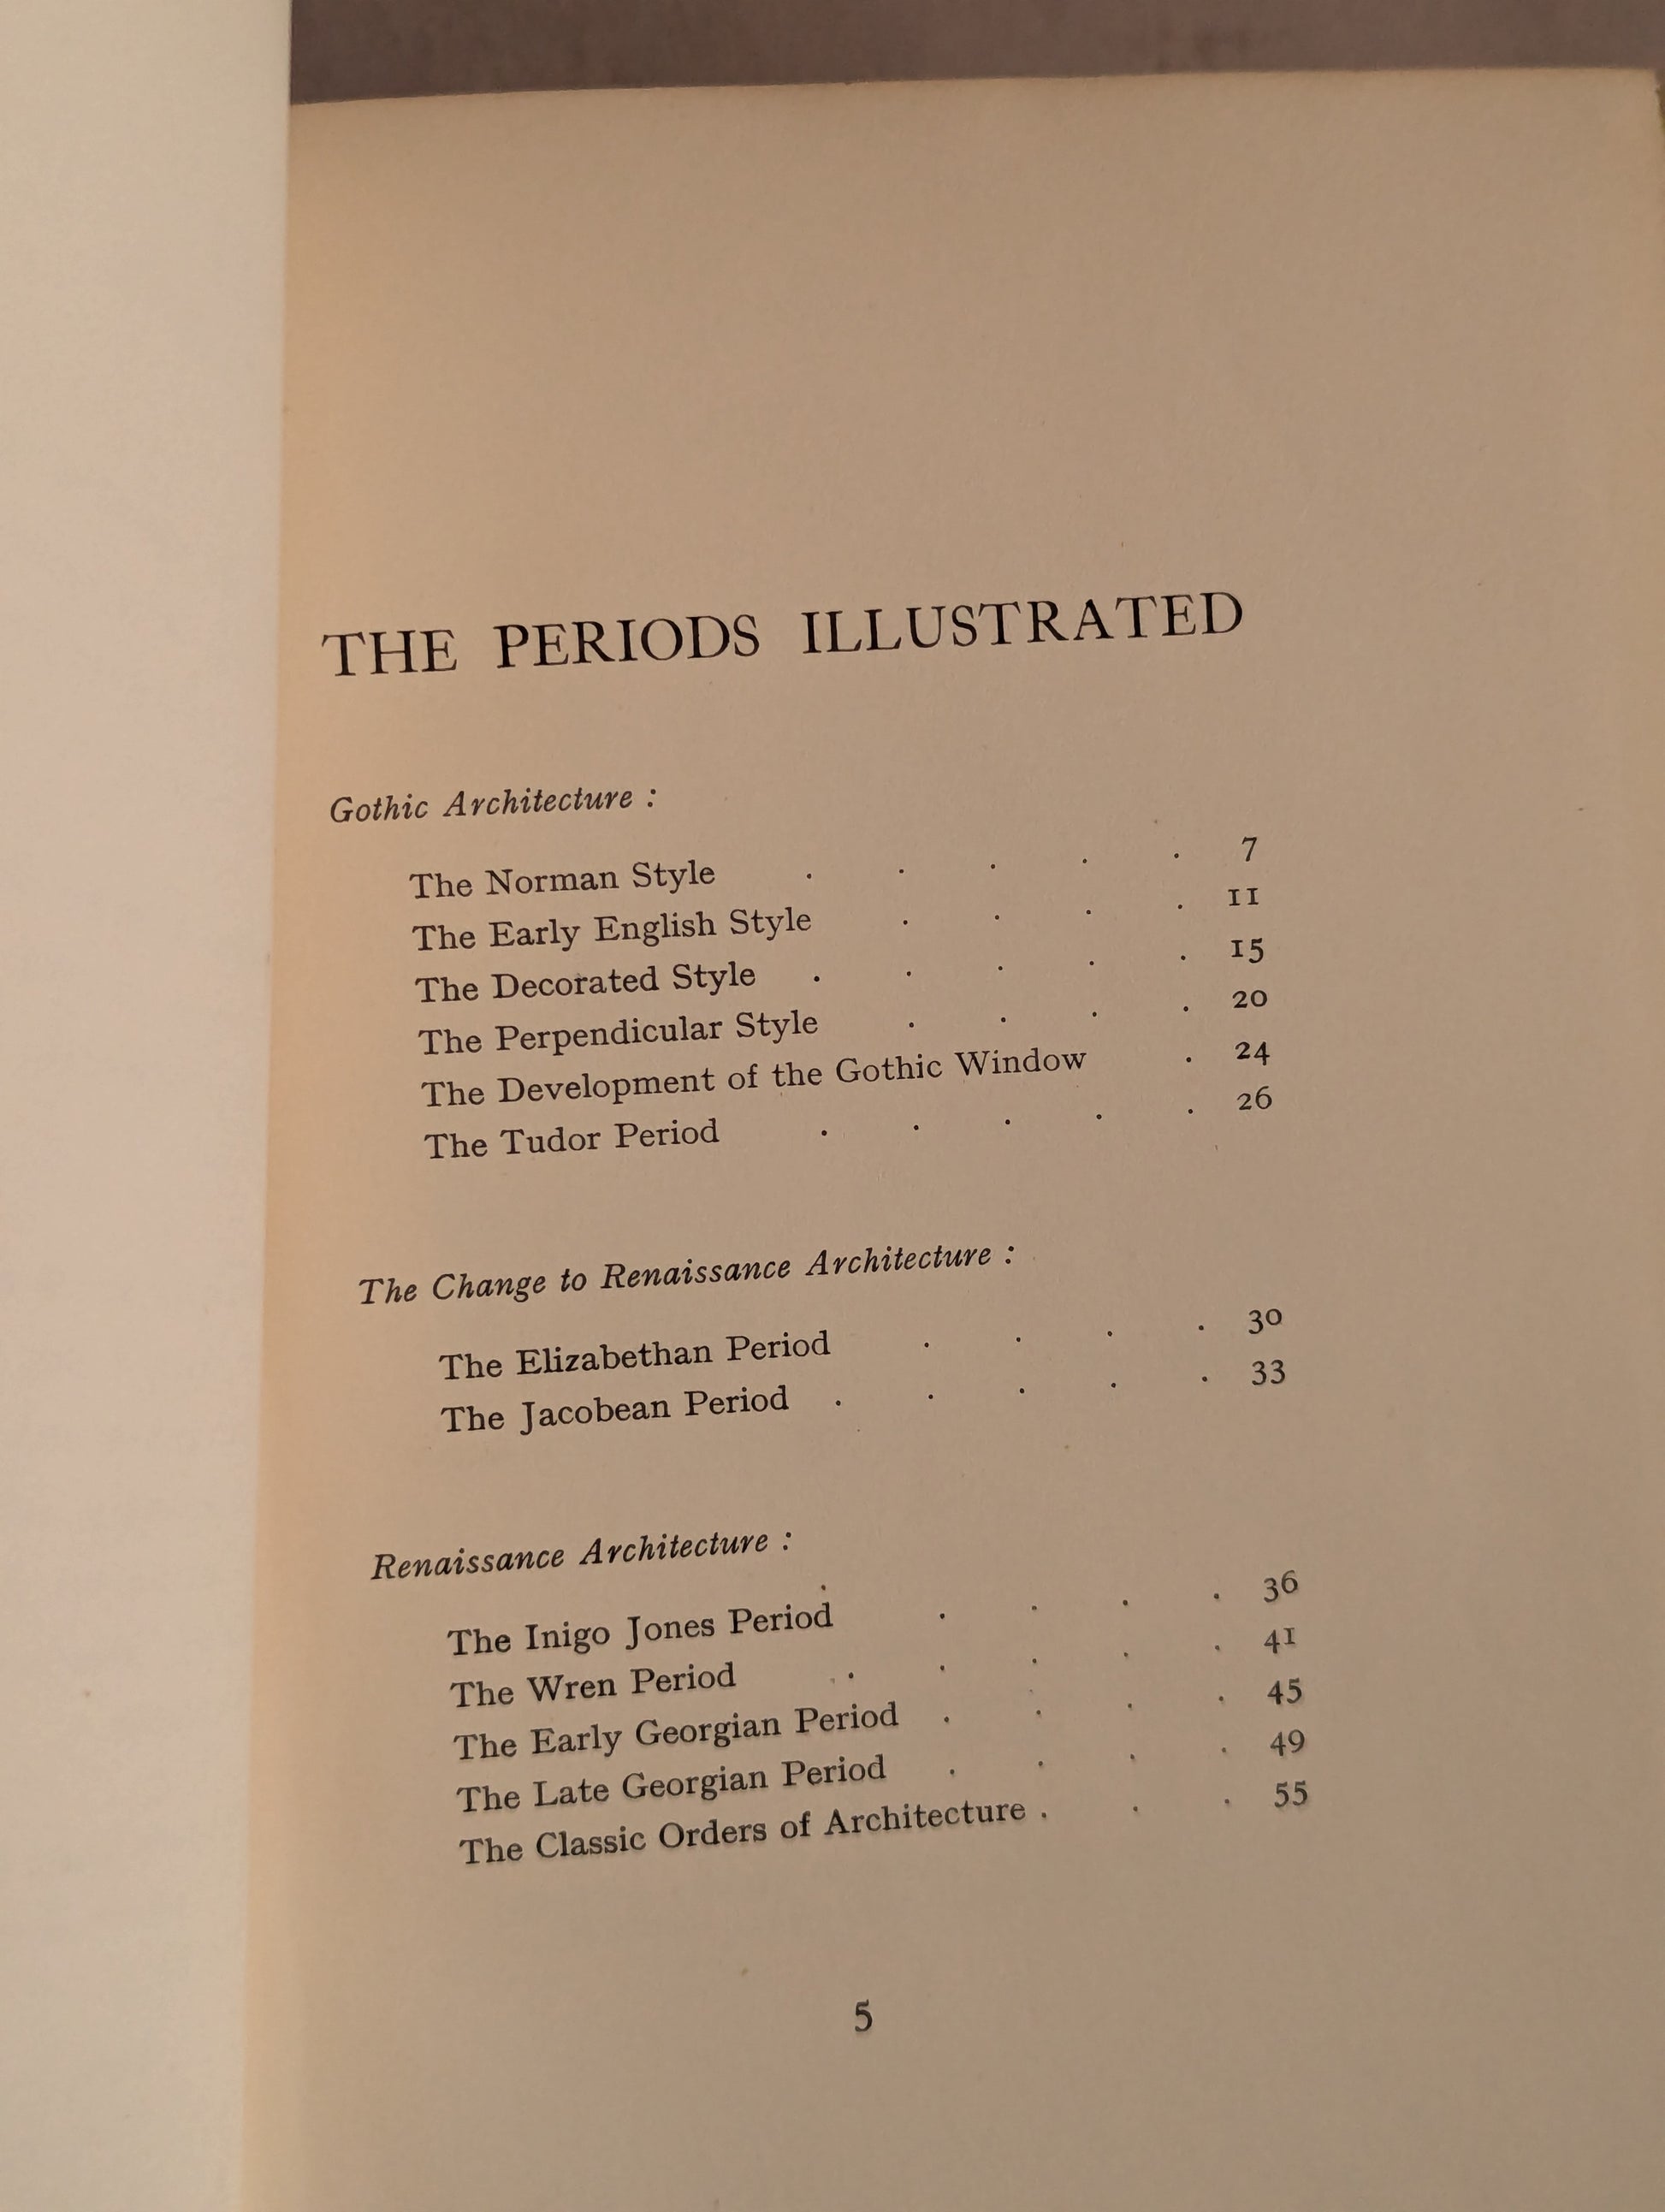 THE PERIODS ILLUSTRATED
Gothic Architecture :
The Norman Style . . . . . 7
The Early English Style . . . . 11
The Decorated Style . . . . . 15
The Perpendicular Style . . . . 20
The Development of the Gothic Window . 24
The Tudor Period . . . . . 26
The Change to Renaissance Architecture :
The Elizabethan Period . . . . 30
The Jacobean Period . . . . . 33
Renaissance Architecture :
The Inigo Jones Period . . . . 36
The Wren Period . . . . . 41
The Early Georgian Period . . . . 45
The Late Georgian Period . . . . 49
The Classic Orders of Architecture . . . 55
5